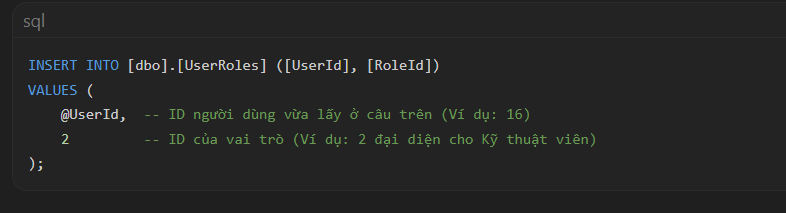 sql
INSERT INTO [dbo].[UserRoles] ([UserId], [RoleId])
VALUES (
    @UserId,  -- ID người dùng vừa lấy ở câu trên (Ví dụ: 16)
    2         -- ID của vai trò (Ví dụ: 2 đại diện cho Kỹ thuật viên)
);